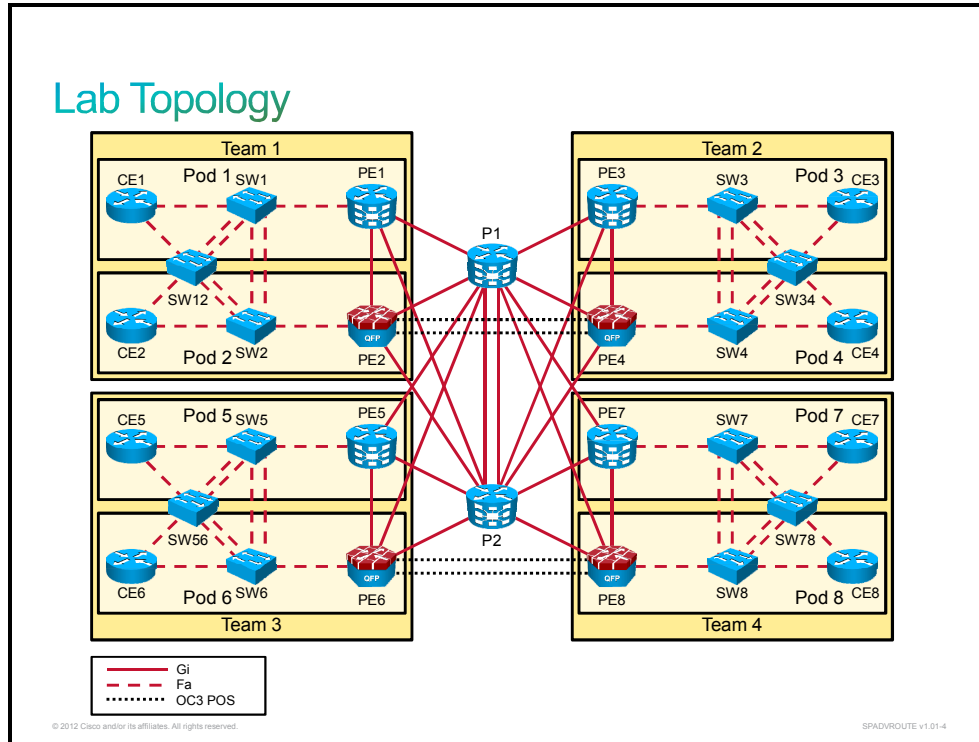 Lab Topology
Team 1
Team 2
CE1
Pod 1
SW1
PE1
PE3
SW3
Pod 3
CE3
P1
SW12
SW34
CE2
Pod 2
SW2
QFP
PE2
QFP
PE4
SW4
Pod 4
CE4
CE5
Pod 5
SW5
PE5
PE7
SW7
Pod 7
CE7
SW56
P2
SW78
CE6
Pod 6
SW6
QFP
PE6
QFP
PE8
SW8
Pod 8
CE8
Team 3
Team 4
Gi
Fa
OC3 POS
© 2012 Cisco and/or its affiliates. All rights reserved.
SPADVROUTE v1.01-4